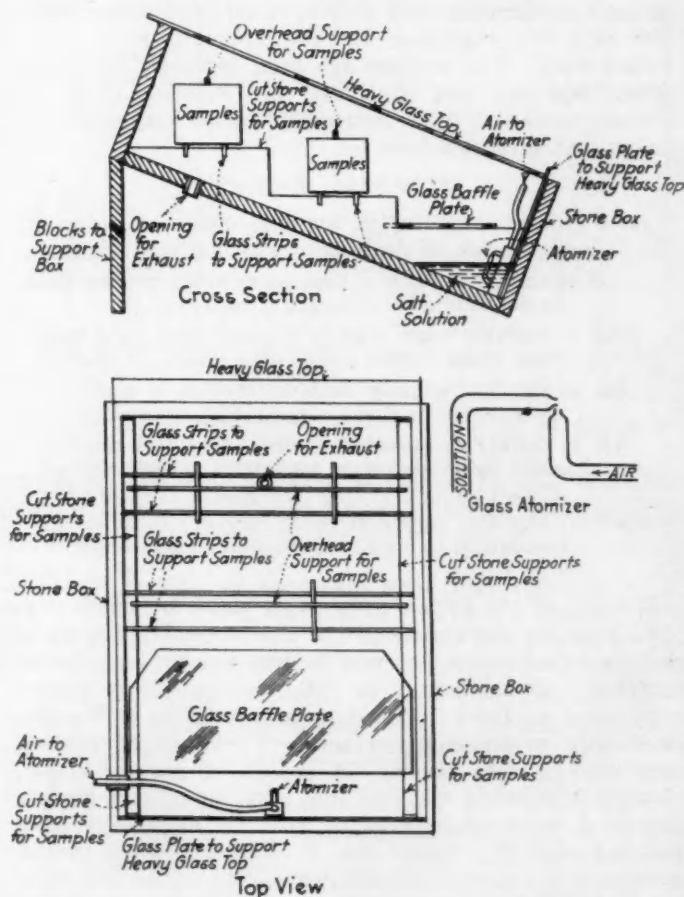 Overhead Support
for Samples
Cut Stone
Supports
for Samples
Heavy Glass Top
Samples
Samples
Air to
Atomizer
Glass Plate
to Support
Heavy Glass Top
Glass Baffle
Plate
Stone Box
Atomizer
Blocks to
Support
Box
Opening
for
Exhaust
Glass Strips
to Support Samples
Salt
Solution
Cross Section
Heavy Glass Top
Glass Strips to
Support Samples
Opening
for Exhaust
SOLUTION
AIR
Glass Atomizer
Cut Stone
Supports
for Samples
Glass Strips to
Support Samples
Overhead
Support for
Samples
Cut Stone Supports
for Samples
Stone Box
Stone Box
Glass Baffle Plate
Air to
Atomizer
Atomizer
Cut Stone Supports
for Samples
Cut Stone
Supports
for Samples
Glass Plate to Support
Heavy Glass Top
Top View